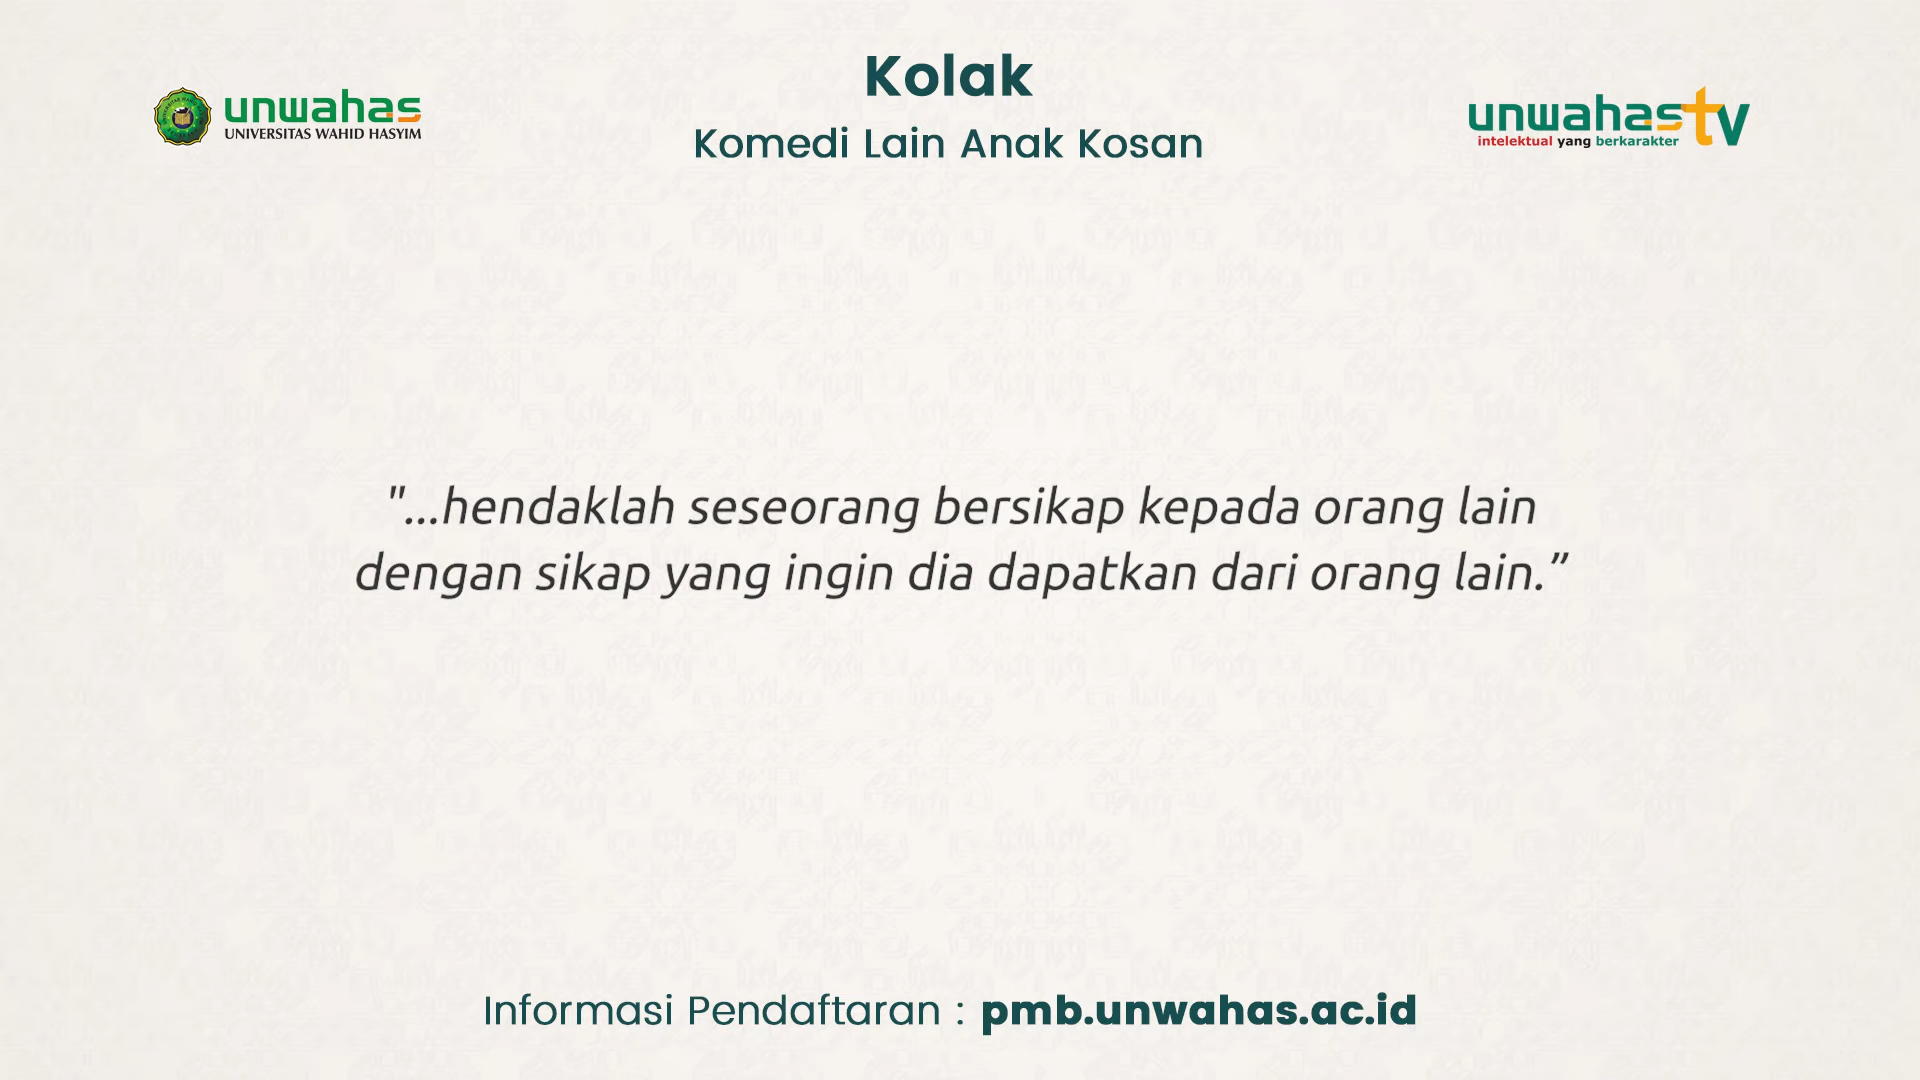 Kolak
Komedi Lain Anak Kosan
unwahas
UNIVERSITAS WAHID HASYIM
unwahastv
intelektual yang berkarakter
"...hendaklah seseorang bersikap kepada orang lain
dengan sikap yang ingin dia dapatkan dari orang lain.”
Informasi Pendaftaran : pmb.unwahas.ac.id